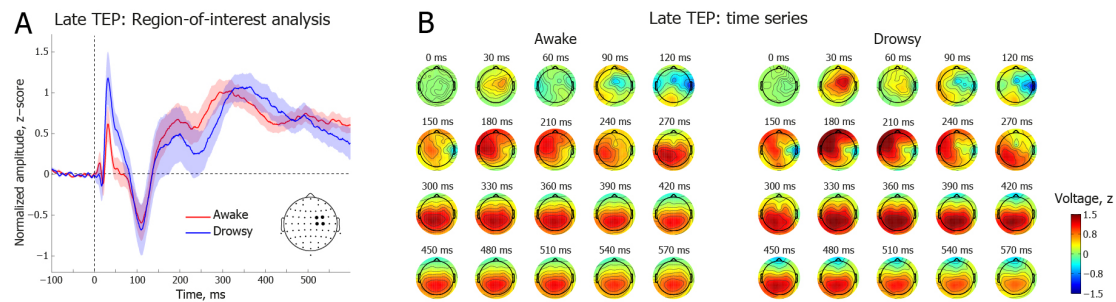 A
Late TEP: Region-of-interest analysis
Normalized amplitude, z−score
1.5
1
0.5
0
−0.5
−1
−100
0
100
200
300
400
500
Time, ms
Awake
Drowsy
B
Late TEP: time series
Awake
Drowsy
0 ms 30 ms 60 ms 90 ms 120 ms 0 ms 30 ms 60 ms 90 ms 120 ms
150 ms 180 ms 210 ms 240 ms 270 ms 150 ms 180 ms 210 ms 240 ms 270 ms
300 ms 330 ms 360 ms 390 ms 420 ms 300 ms 330 ms 360 ms 390 ms 420 ms
450 ms 480 ms 510 ms 540 ms 570 ms 450 ms 480 ms 510 ms 540 ms 570 ms
Voltage, z
1.5
0
−1.5